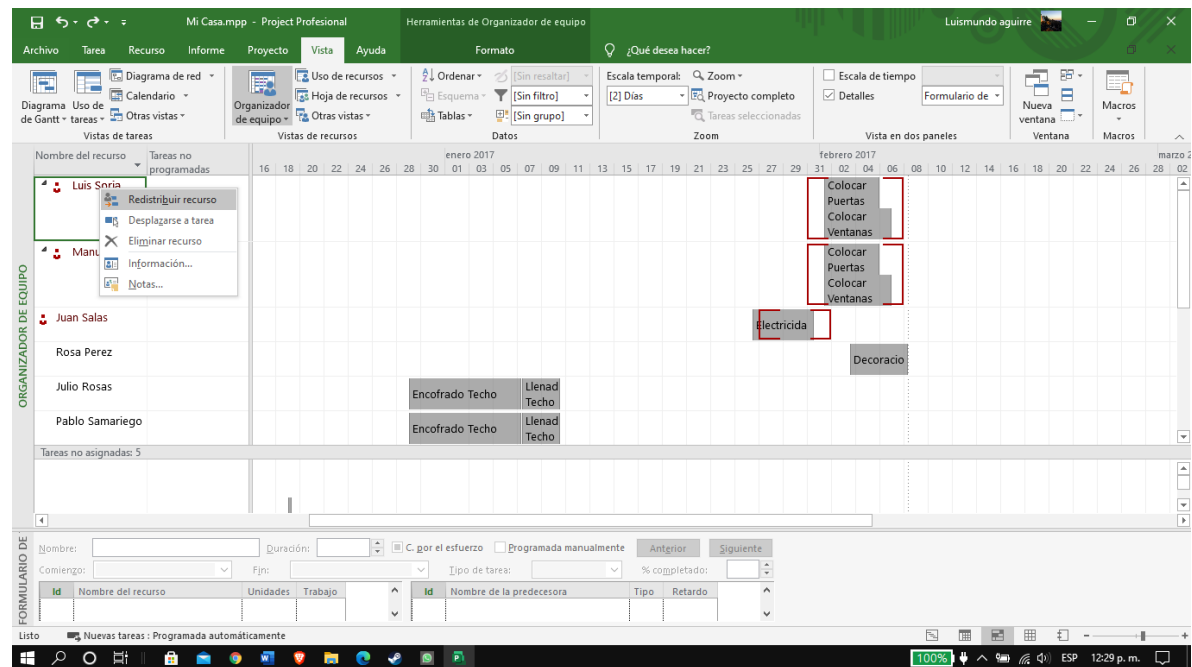 Mi Casa.mpp - Project Profesional
Herramientas de Organizador de equipo
Luismundo aguirre
Archivo Tarea Recurso Informe Proyecto Vista Ayuda Formato ¿Qué desea hacer?
Diagrama de Gantt
Uso de tareas
Diagrama de red
Calendario
Otras vistas
Vistas de tareas
Organizador de equipo
Uso de recursos
Hoja de recursos
Otras vistas
Vistas de recursos
Ordenar
Esquema
Tablas
[Sin resaltar]
[Sin filtro]
[Sin grupo]
Datos
Escala temporal:
[2] Días
Zoom
Proyecto completo
Tareas seleccionadas
Zoom
Escala de tiempo
Detalles
Formulario de
Vista en dos paneles
Nueva ventana
Ventana
Macros
Macros
Nombre del recurso
Tareas no programadas
enero 2017 febrero 2017 marzo 2
16 18 20 22 24 26 28 30 01 03 05 07 09 11 13 15 17 19 21 23 25 27 29 31 02 04 06 08 10 12 14 16 18 20 22 24 26 28 02
ORGANIZADOR DE EQUIPO
Luis Soria
Redistribuir recurso
Desplazarse a tarea
Eliminar recurso
Información...
Notas...
Colocar
Puertas
Colocar
Ventanas
Manu
Colocar
Puertas
Colocar
Ventanas
Juan Salas
Electricida
Rosa Perez
Decoracio
Julio Rosas
Encofrado Techo
Llenad
Techo
Pablo Samariego
Encofrado Techo
Llenad
Techo
Tareas no asignadas: 5
FORMULARIO DE
Nombre: Duración: C. por el esfuerzo Programada manualmente Anterior Siguiente
Comienzo: Fin: Tipo de tarea: % completado:
Id Nombre del recurso Unidades Trabajo Id Nombre de la predecesora Tipo Retardo
Listo Nuevas tareas : Programada automáticamente
100% ESP 12:29 p. m.